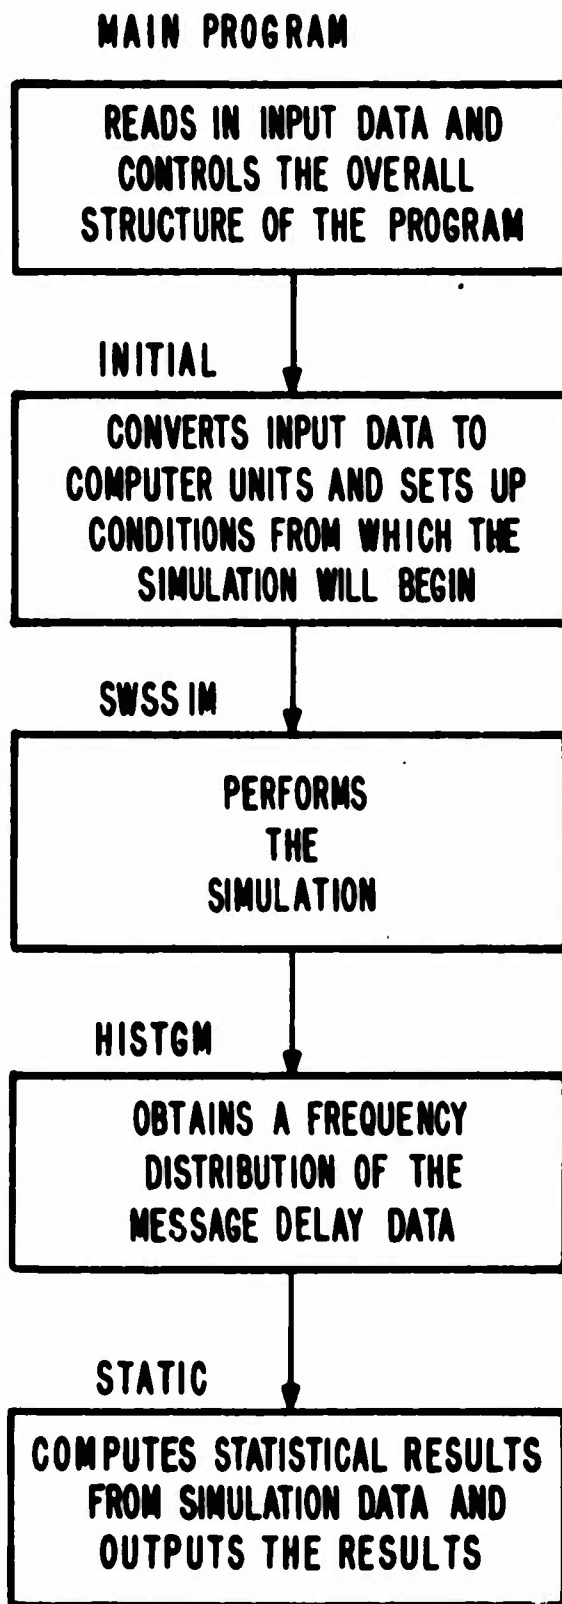 MAIN PROGRAM
READS IN INPUT DATA AND
CONTROLS THE OVERALL
STRUCTURE OF THE PROGRAM
INITIAL
CONVERTS INPUT DATA TO
COMPUTER UNITS AND SETS UP
CONDITIONS FROM WHICH THE
SIMULATION WILL BEGIN
SWSSIM
PERFORMS
THE
SIMULATION
HISTGM
OBTAINS A FREQUENCY
DISTRIBUTION OF THE
MESSAGE DELAY DATA
STATIC
COMPUTES STATISTICAL RESULTS
FROM SIMULATION DATA AND
OUTPUTS THE RESULTS